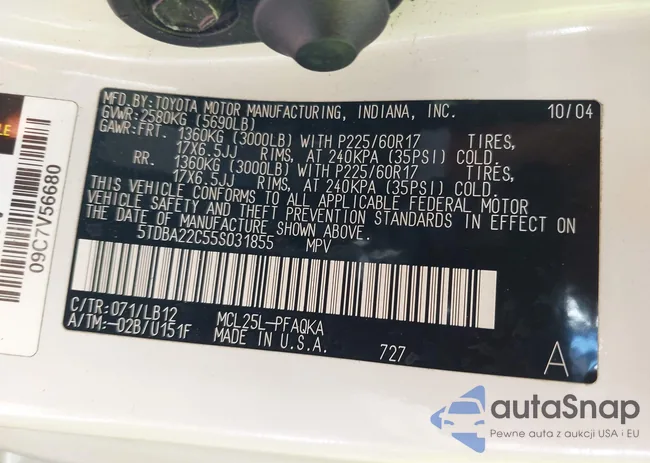 MFD.BY:TOYOTA MOTOR MANUFACTURING, INDIANA, INC. 10/04
GVWR:2580KG (5690LB)
GAWR:FRT. 1360KG (3000LB) WITH P225/60R17 TIRES,
17X6.5JJ RIMS, AT 240KPA (35PSI) COLD.
RR. 1360KG (3000LB) WITH P225/60R17 TIRES,
17X6.5JJ RIMS, AT 240KPA (35PSI) COLD.
THIS VEHICLE CONFORMS TO ALL APPLICABLE FEDERAL MOTOR
VEHICLE SAFETY AND THEFT PREVENTION STANDARDS IN EFFECT ON
THE DATE OF MANUFACTURE SHOWN ABOVE.
5TDBA22C55S031855 MPV
C/TR:071/LB12 MCL25L-PFAQKA
A/TM:-02B/U151F MADE IN U.S.A. 727 A
09C7V56680
autaSnap
Pewne auta z aukcji USA i EU